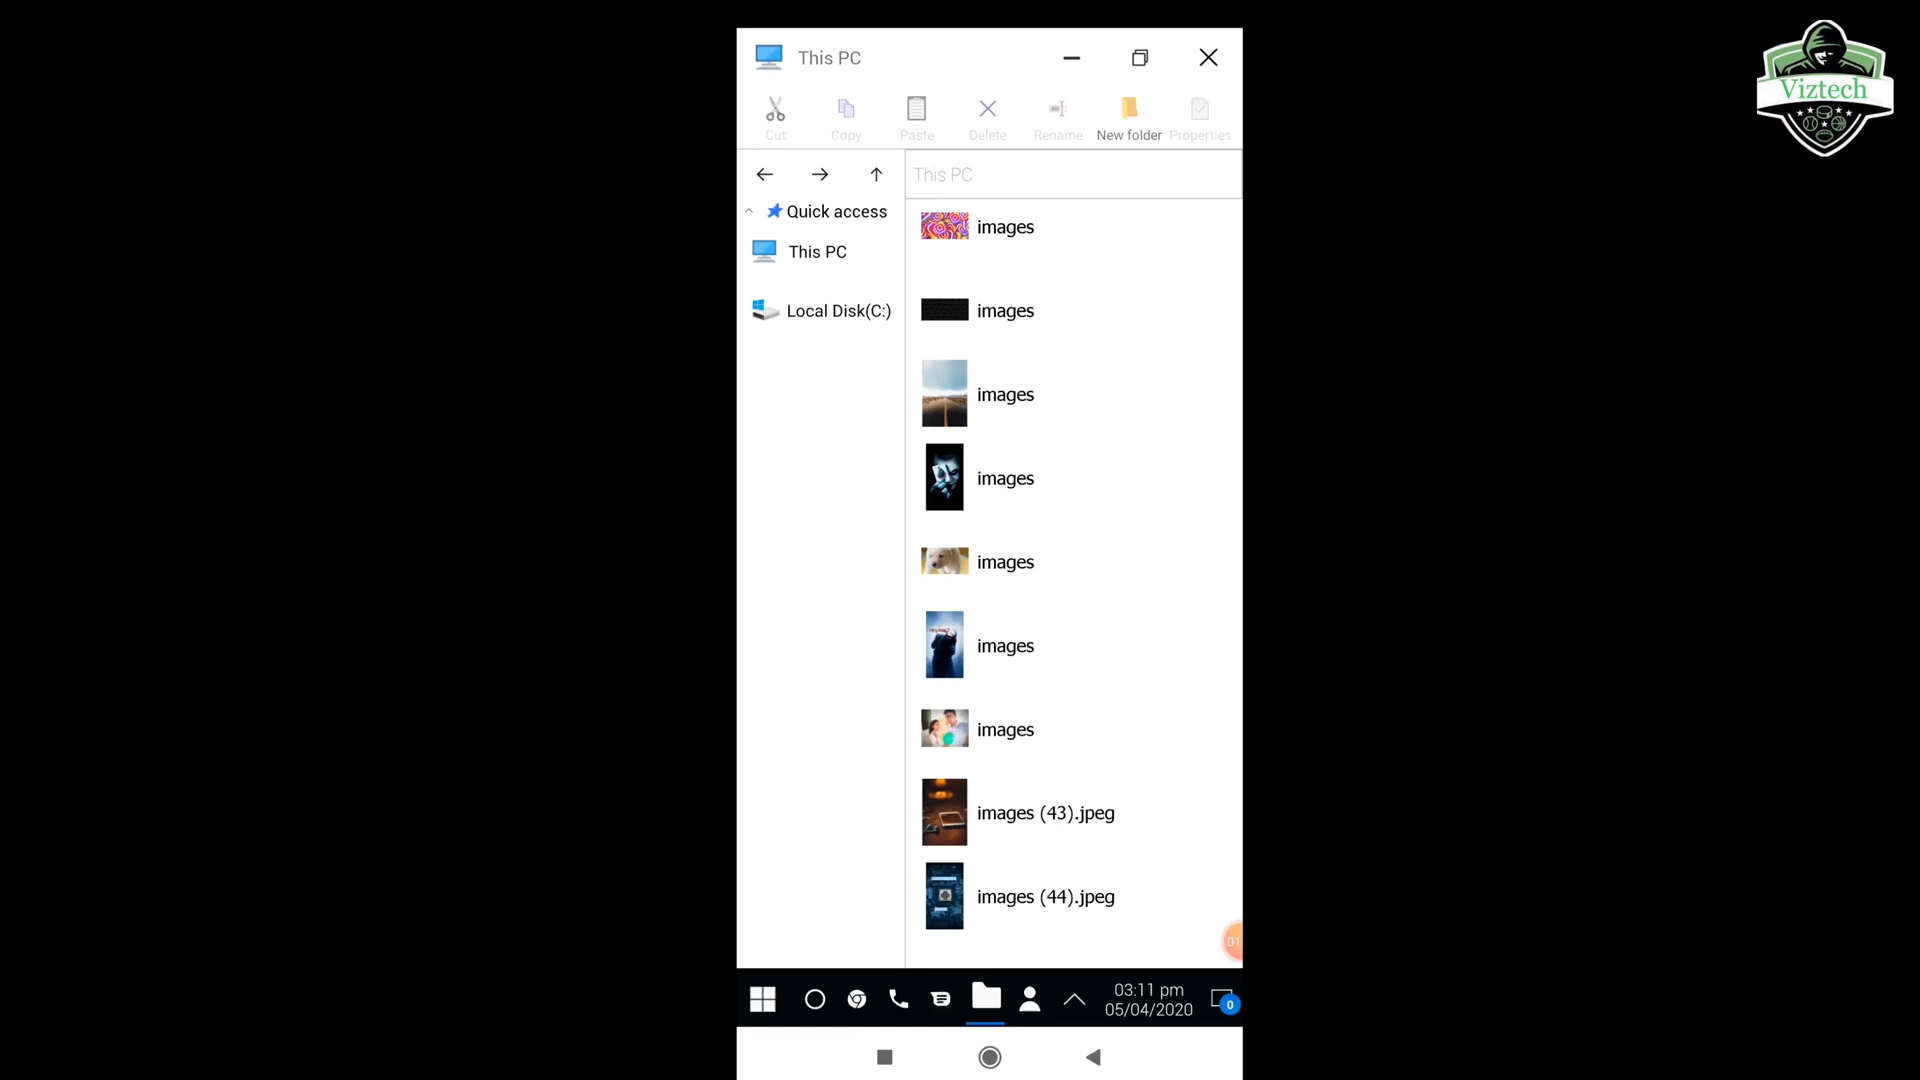 This PC
Cut Copy Paste Delete Rename New folder Properties
This PC
Quick access
This PC
Local Disk(C:)
images
images
images
images
images
images
images
images (43).jpeg
images (44).jpeg
01
03:11 pm
05/04/2020
0
Viztech